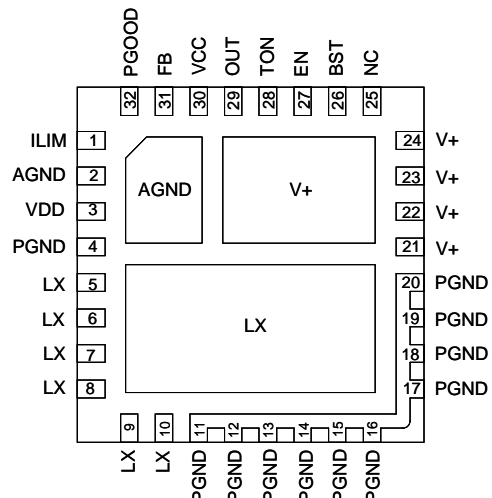 PGOOD FB VCC OUT TON EN BST NC
32 31 30 29 28 27 26 25
ILIM 1
AGND 2
VDD 3
PGND 4
LX 5
LX 6
LX 7
LX 8
AGND
V+
LX
24 V+
23 V+
22 V+
21 V+
20 PGND
19 PGND
18 PGND
17 PGND
9 10 11 12 13 14 15 16
LX LX PGND PGND PGND PGND PGND PGND